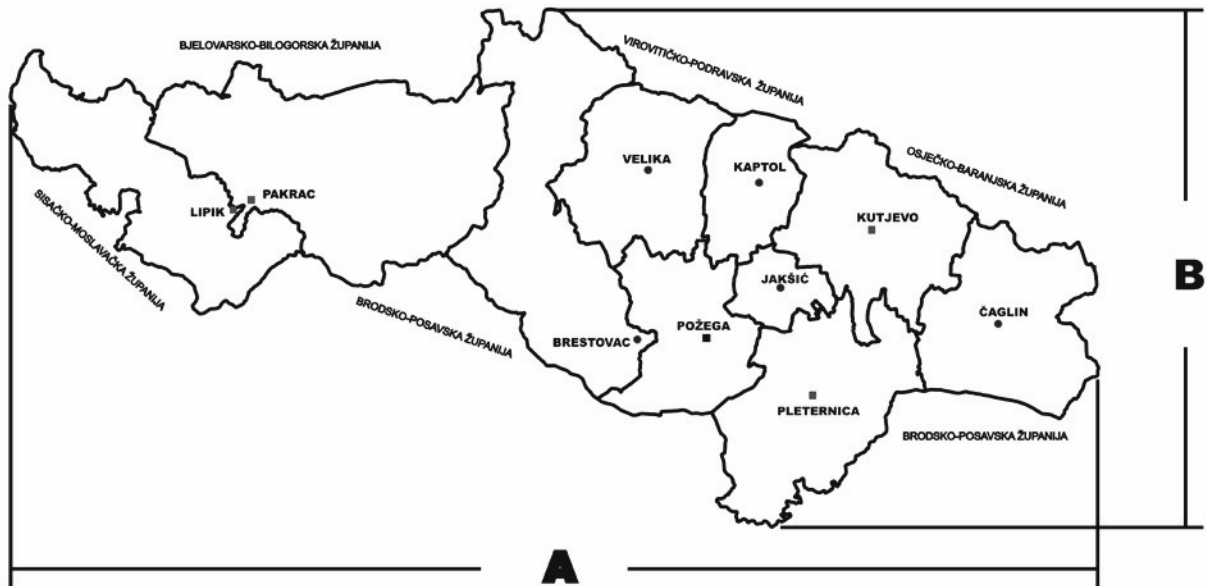 BJELOVARSKO-BILOGORSKA ŽUPANIJA
VIROVITIČKO-PODRAVSKA ŽUPANIJA
OSJEČKO-BARANJSKA ŽUPANIJA
VELIKA
KAPTOL
PAKRAC
LIPIK
KUTJEVO
SISAČKO-MOSLAVAČKA ŽUPANIJA
JAKŠIĆ
B
BRODSKO-POSAVSKA ŽUPANIJA
ČAGLIN
POŽEGA
BRESTOVAC
PLETERNICA
BRODSKO-POSAVSKA ŽUPANIJA
A